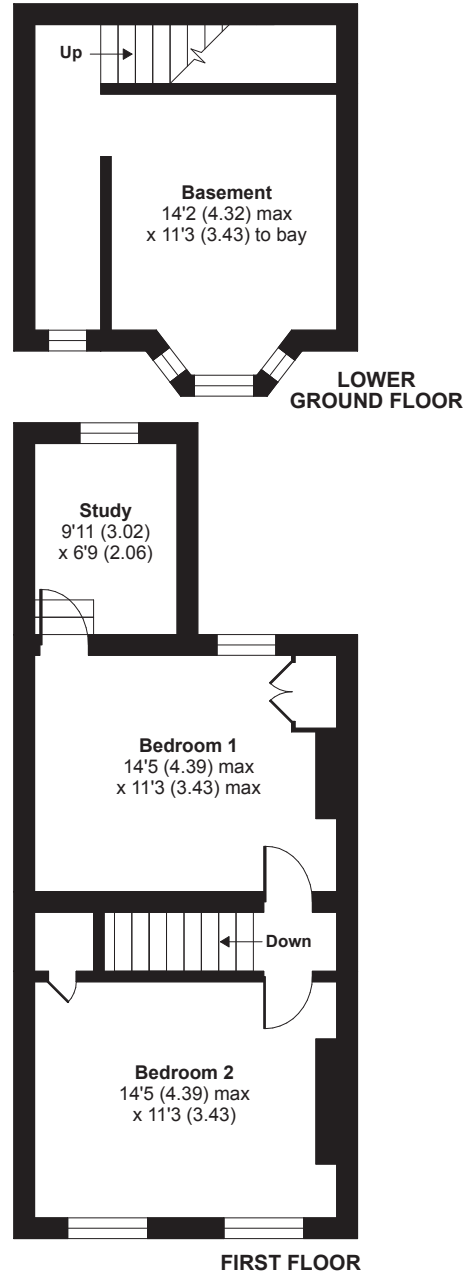 Up
Basement
14'2 (4.32) max
x 11'3 (3.43) to bay
LOWER
GROUND FLOOR
Study
9'11 (3.02)
x 6'9 (2.06)
Bedroom 1
14'5 (4.39) max
x 11'3 (3.43) max
Down
Bedroom 2
14'5 (4.39) max
x 11'3 (3.43)
FIRST FLOOR